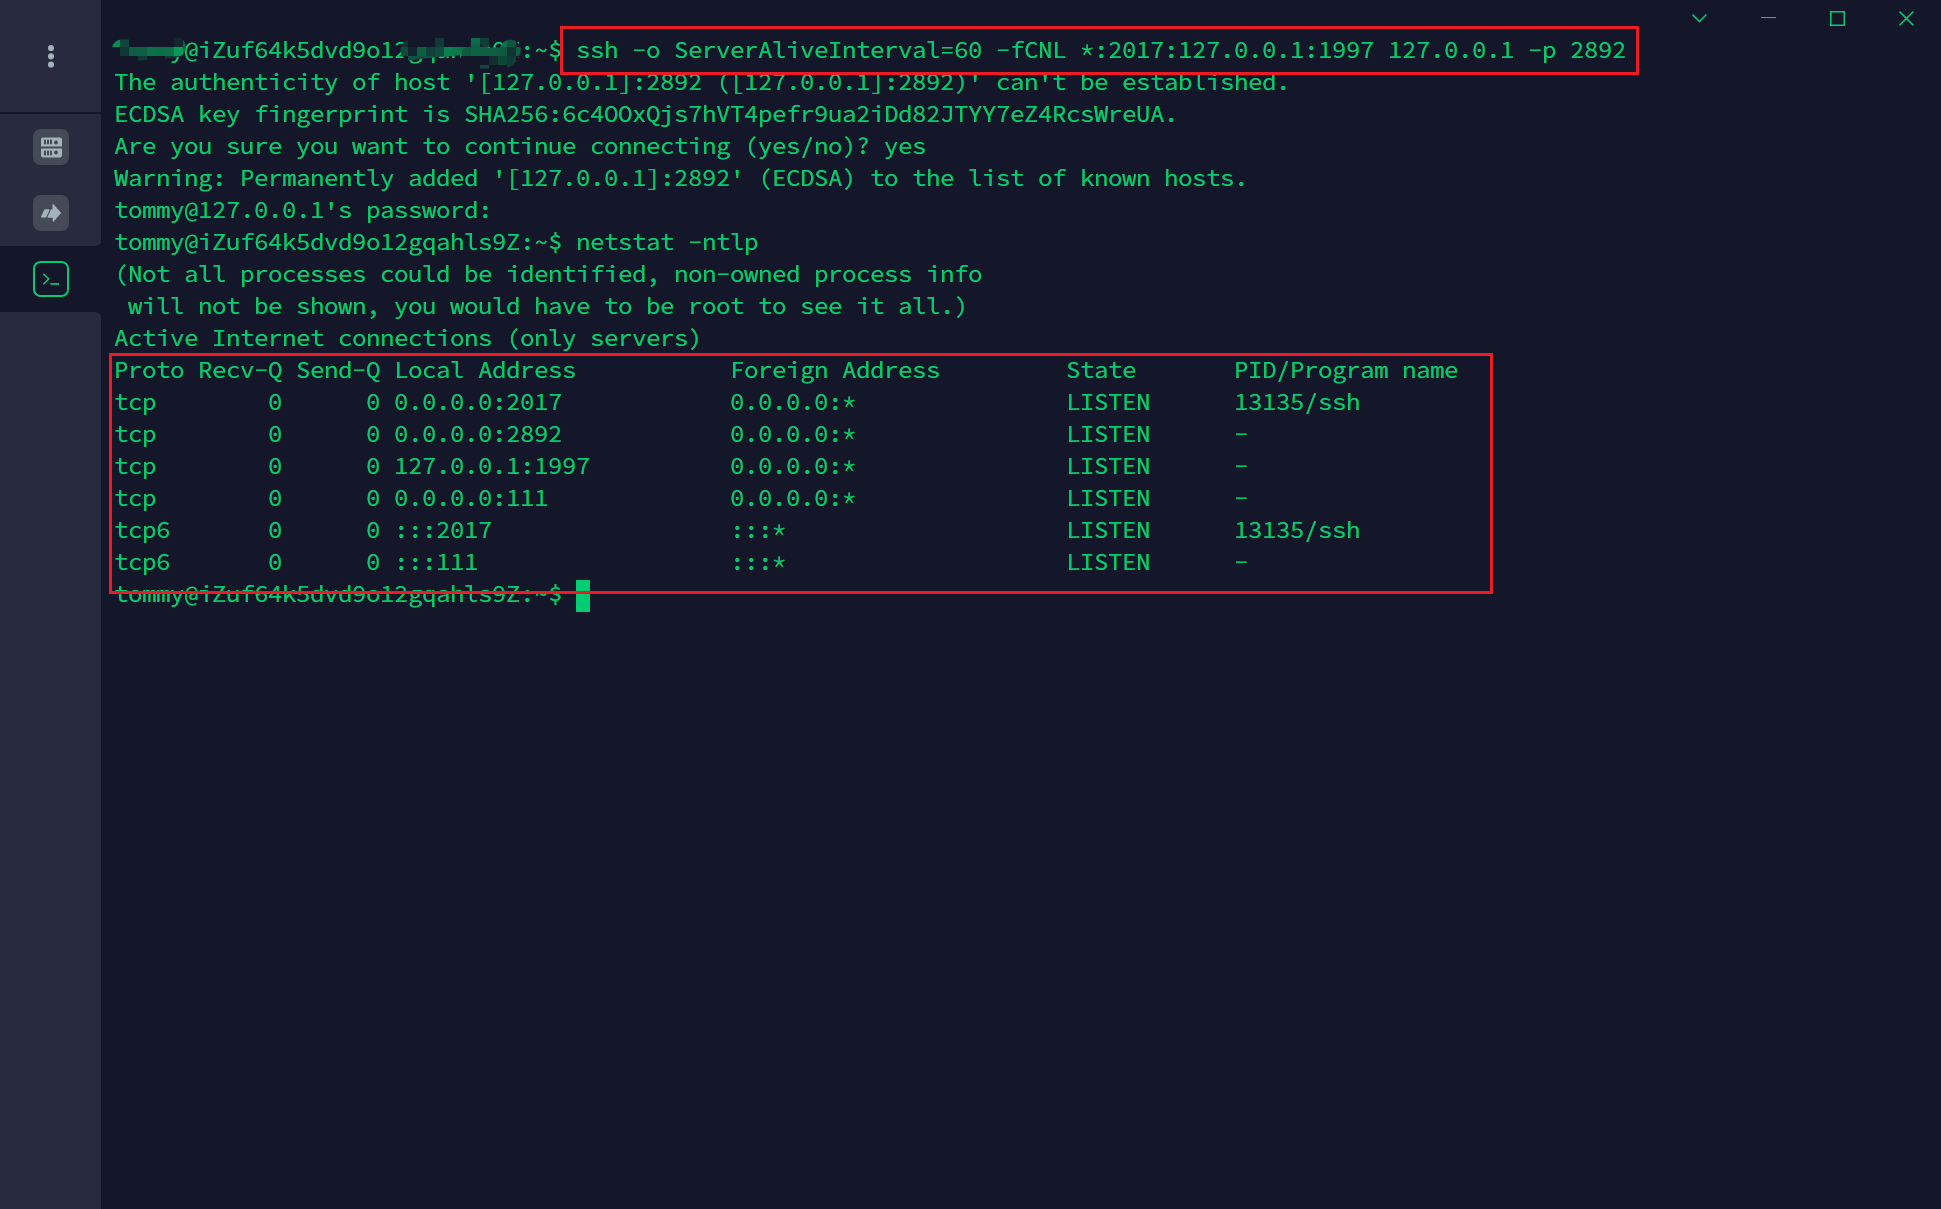 @iZuf64k5dvd9o12 :~$ ssh -o ServerAliveInterval=60 -fCNL *:2017:127.0.0.1:1997 127.0.0.1 -p 2892
The authenticity of host '[127.0.0.1]:2892 ([127.0.0.1]:2892)' can't be established.
ECDSA key fingerprint is SHA256:6c4OOxQjs7hVT4pefr9ua2iDd82JTYY7eZ4RcsWreUA.
Are you sure you want to continue connecting (yes/no)? yes
Warning: Permanently added '[127.0.0.1]:2892' (ECDSA) to the list of known hosts.
tommy@127.0.0.1's password:
tommy@iZuf64k5dvd9o12gqahls9Z:~$ netstat -ntlp
(Not all processes could be identified, non-owned process info
 will not be shown, you would have to be root to see it all.)
Active Internet connections (only servers)
Proto Recv-Q Send-Q Local Address           Foreign Address         State       PID/Program name
tcp        0      0 0.0.0.0:2017            0.0.0.0:*               LISTEN      13135/ssh
tcp        0      0 0.0.0.0:2892            0.0.0.0:*               LISTEN      -
tcp        0      0 127.0.0.1:1997          0.0.0.0:*               LISTEN      -
tcp        0      0 0.0.0.0:111             0.0.0.0:*               LISTEN      -
tcp6       0      0 :::2017                 :::*                    LISTEN      13135/ssh
tcp6       0      0 :::111                  :::*                    LISTEN      -
tommy@iZuf64k5dvd9o12gqahls9Z:~$